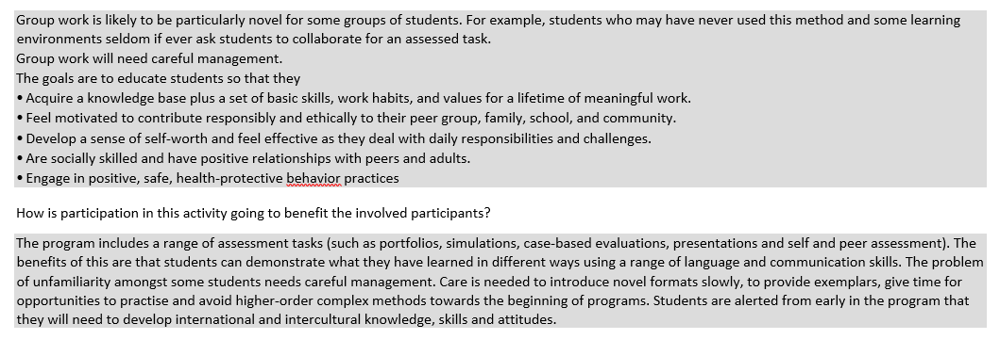 Group work is likely to be particularly novel for some groups of students. For example, students who may have never used this method and some learning
environments seldom if ever ask students to collaborate for an assessed task.
Group work will need careful management.
The goals are to educate students so that they
• Acquire a knowledge base plus a set of basic skills, work habits, and values for a lifetime of meaningful work.
• Feel motivated to contribute responsibly and ethically to their peer group, family, school, and community.
• Develop a sense of self-worth and feel effective as they deal with daily responsibilities and challenges.
• Are socially skilled and have positive relationships with peers and adults.
• Engage in positive, safe, health-protective behavior practices
How is participation in this activity going to benefit the involved participants?
The program includes a range of assessment tasks (such as portfolios, simulations, case-based evaluations, presentations and self and peer assessment). The
benefits of this are that students can demonstrate what they have learned in different ways using a range of language and communication skills. The problem
of unfamiliarity amongst some students needs careful management. Care is needed to introduce novel formats slowly, to provide exemplars, give time for
opportunities to practise and avoid higher-order complex methods towards the beginning of programs. Students are alerted from early in the program that
they will need to develop international and intercultural knowledge, skills and attitudes.